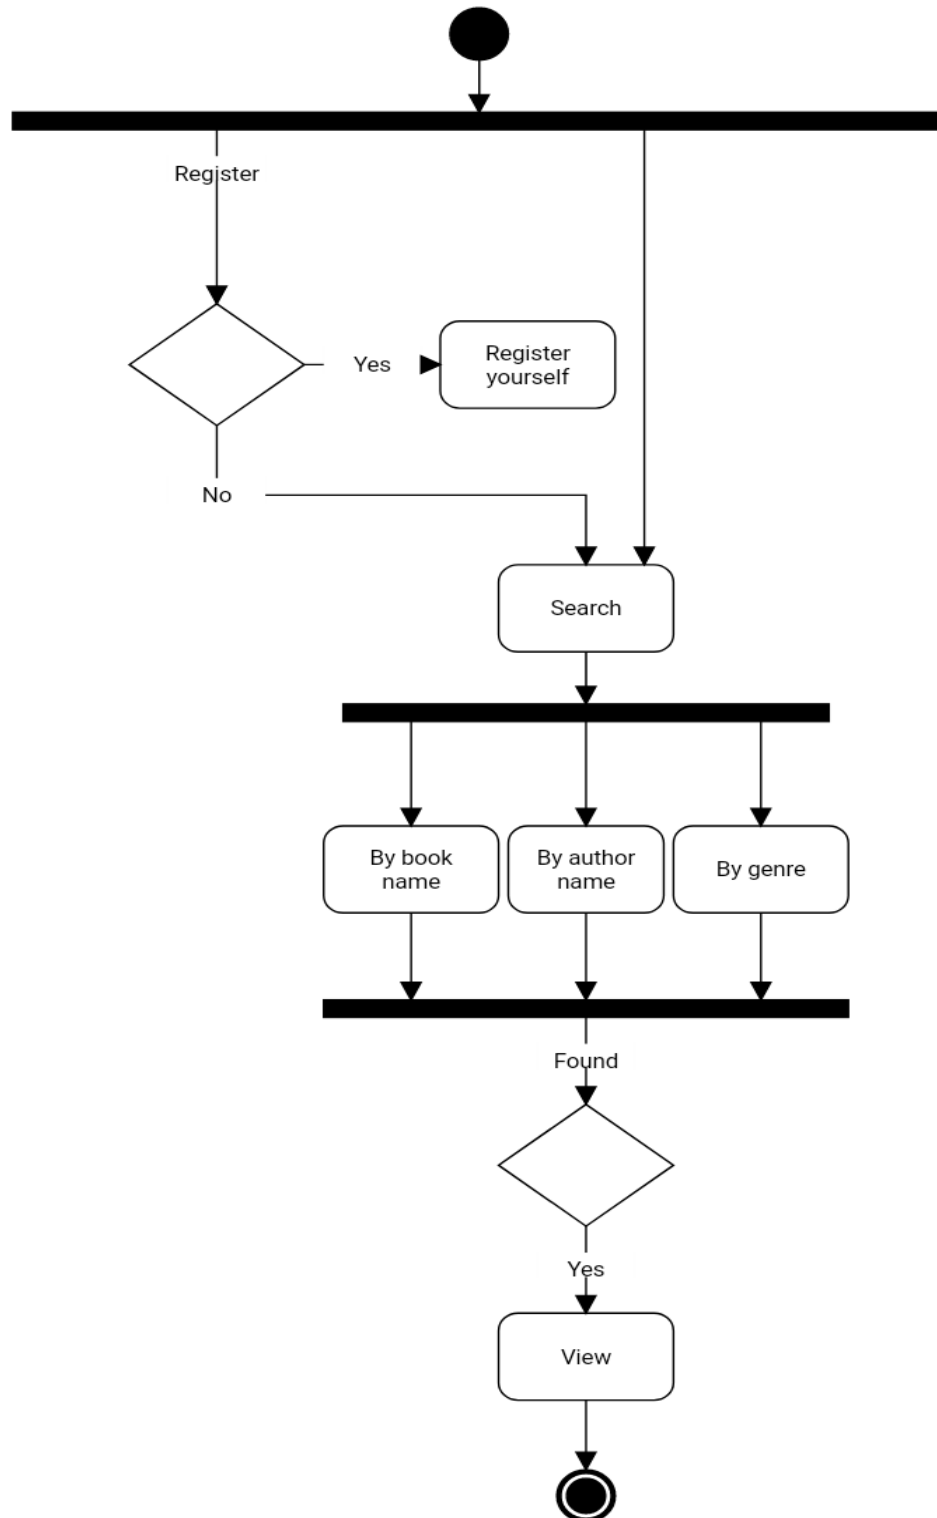 Register
Yes
Register
yourself
No
Search
By book
name
By author
name
By genre
Found
Yes
View